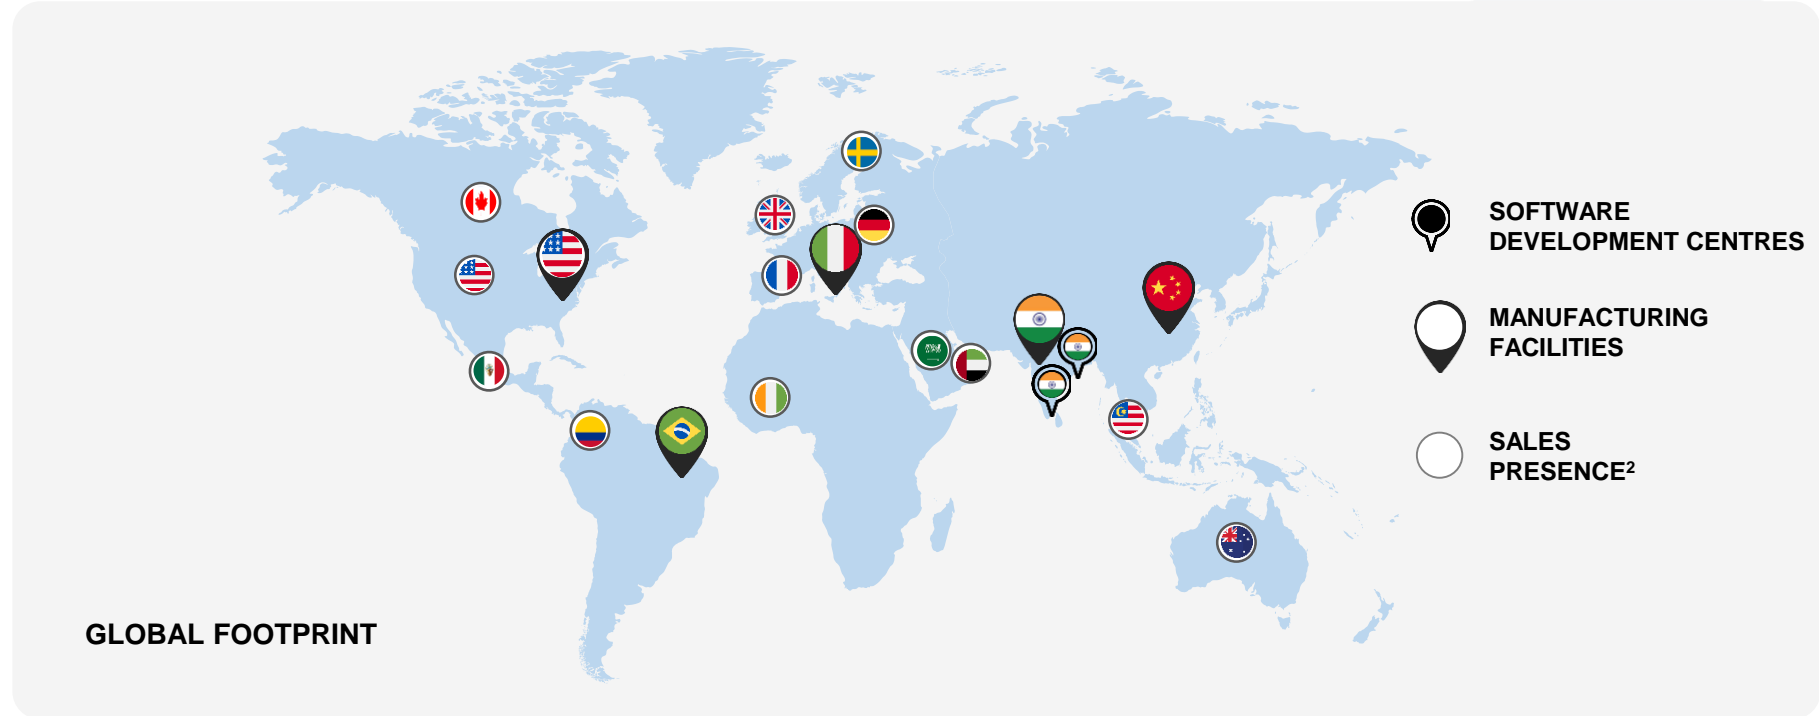 SOFTWARE
DEVELOPMENT CENTRES
MANUFACTURING
FACILITIES
SALES
PRESENCE²
GLOBAL FOOTPRINT